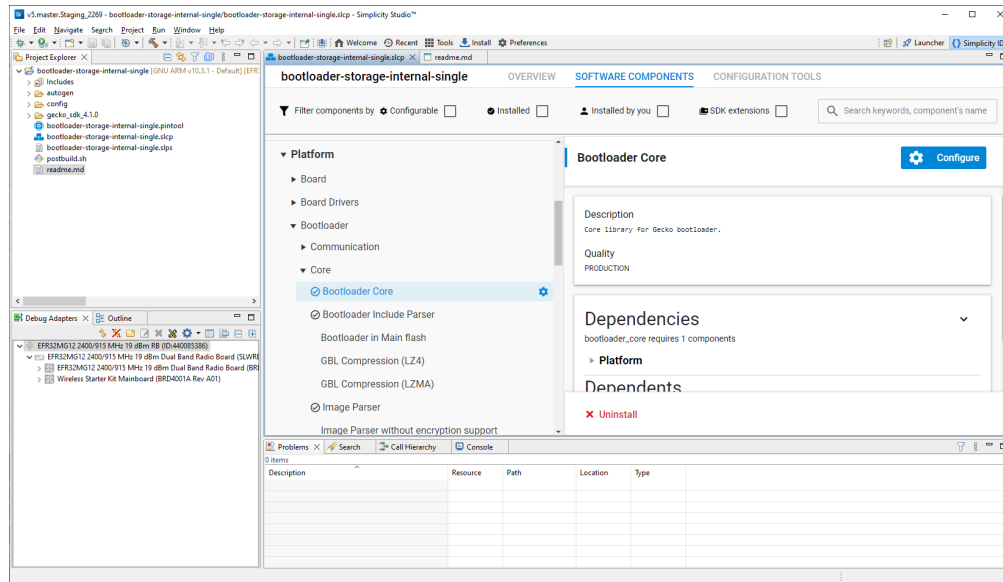 v5.master.Staging_2269 - bootloader-storage-internal-single/bootloader-storage-internal-single.slcp - Simplicity Studio™
File Edit Navigate Search Project Run Window Help
Welcome Recent Tools Install Preferences Launcher {} Simplicity ID
Project Explorer
bootloader-storage-internal-single [GNU ARM v10.3.1 - Default] [EFR
Includes
autogen
config
gecko_sdk_4.1.0
bootloader-storage-internal-single.pintool
bootloader-storage-internal-single.slcp
bootloader-storage-internal-single.slps
postbuild.sh
readme.md
Debug Adapters Outline
EFR32MG12 2400/915 MHz 19 dBm RB (ID:440085386)
EFR32MG12 2400/915 MHz 19 dBm Dual Band Radio Board (SLWRB
EFR32MG12 2400/915 MHz 19 dBm Dual Band Radio Board (BRI
Wireless Starter Kit Mainboard (BRD4001A Rev A01)
bootloader-storage-internal-single.slcp readme.md
bootloader-storage-internal-single OVERVIEW SOFTWARE COMPONENTS CONFIGURATION TOOLS
Filter components by Configurable Installed Installed by you SDK extensions Search keywords, component's name
Platform
Board
Board Drivers
Bootloader
Communication
Core
Bootloader Core
Bootloader Include Parser
Bootloader in Main flash
GBL Compression (LZ4)
GBL Compression (LZMA)
Image Parser
Image Parser without encryption support
Bootloader Core Configure
Description
Core library for Gecko bootloader.
Quality
PRODUCTION
Dependencies
bootloader_core requires 1 components
Platform
Dependents
Uninstall
Problems Search Call Hierarchy Console
0 items
Description Resource Path Location Type